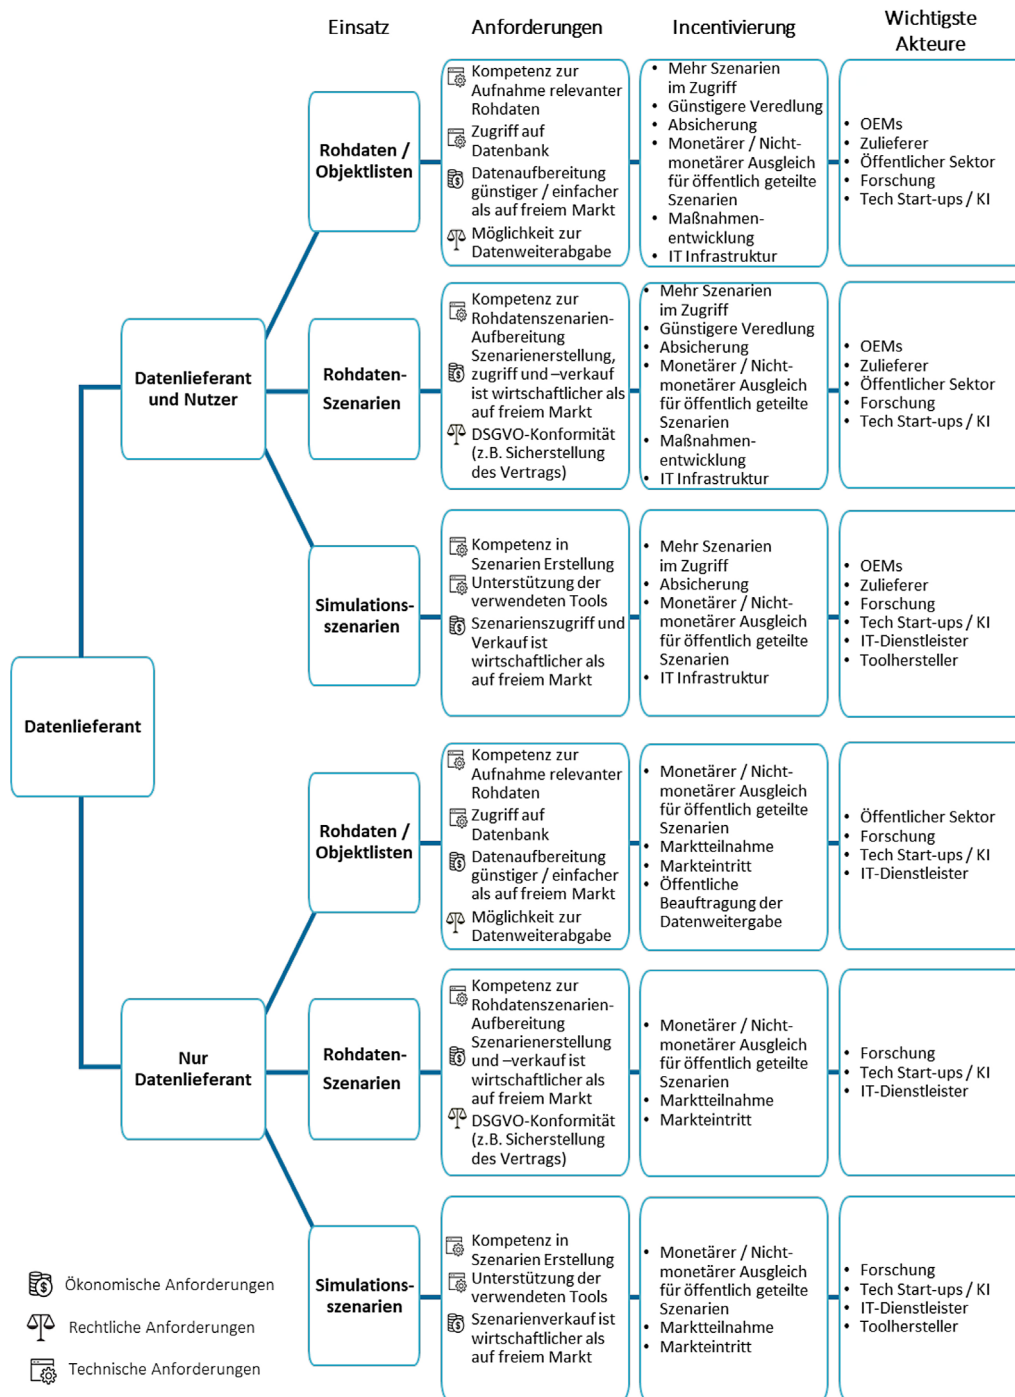 Einsatz
Anforderungen
Incentivierung
Wichtigste
Akteure
Datenlieferant
Datenlieferant
und Nutzer
Rohdaten /
Objektlisten
Kompetenz zur
Aufnahme relevanter
Rohdaten
Zugriff auf
Datenbank
Datenaufbereitung
günstiger / einfacher
als auf freiem Markt
Möglichkeit zur
Datenweiterabgabe
• Mehr Szenarien
im Zugriff
• Günstigere Veredlung
• Absicherung
• Monetärer / Nicht-
monetärer Ausgleich
für öffentlich geteilte
Szenarien
• Maßnahmen-
entwicklung
• IT Infrastruktur
• OEMs
• Zulieferer
• Öffentlicher Sektor
• Forschung
• Tech Start-ups / KI
Rohdaten-
Szenarien
Kompetenz zur
Rohdatenszenarien-
Aufbereitung
Szenarienerstellung,
zugriff und –verkauf
ist wirtschaftlicher als
auf freiem Markt
DSGVO-Konformität
(z.B. Sicherstellung
des Vertrags)
• Mehr Szenarien
im Zugriff
• Günstigere Veredlung
• Absicherung
• Monetärer / Nicht-
monetärer Ausgleich
für öffentlich geteilte
Szenarien
• Maßnahmen-
entwicklung
• IT Infrastruktur
• OEMs
• Zulieferer
• Öffentlicher Sektor
• Forschung
• Tech Start-ups / KI
Simulations-
szenarien
Kompetenz in
Szenarien Erstellung
Unterstützung der
verwendeten Tools
Szenarienszugriff und
Verkauf ist
wirtschaftlicher als
auf freiem Markt
• Mehr Szenarien
im Zugriff
• Absicherung
• Monetärer / Nicht-
monetärer Ausgleich
für öffentlich geteilte
Szenarien
• IT Infrastruktur
• OEMs
• Zulieferer
• Forschung
• Tech Start-ups / KI
• IT-Dienstleister
• Toolhersteller
Nur
Datenlieferant
Rohdaten /
Objektlisten
Kompetenz zur
Aufnahme relevanter
Rohdaten
Zugriff auf
Datenbank
Datenaufbereitung
günstiger / einfacher
als auf freiem Markt
Möglichkeit zur
Datenweiterabgabe
• Monetärer / Nicht-
monetärer Ausgleich
für öffentlich geteilte
Szenarien
• Marktteilnahme
• Markteintritt
• Öffentliche
Beauftragung der
Datenweitergabe
• Öffentlicher Sektor
• Forschung
• Tech Start-ups / KI
• IT-Dienstleister
Rohdaten-
Szenarien
Kompetenz zur
Rohdatenszenarien-
Aufbereitung
Szenarienerstellung
und –verkauf ist
wirtschaftlicher als
auf freiem Markt
DSGVO-Konformität
(z.B. Sicherstellung
des Vertrags)
• Monetärer / Nicht-
monetärer Ausgleich
für öffentlich geteilte
Szenarien
• Marktteilnahme
• Markteintritt
• Forschung
• Tech Start-ups / KI
• IT-Dienstleister
Simulations-
szenarien
Kompetenz in
Szenarien Erstellung
Unterstützung der
verwendeten Tools
Szenarienverkauf ist
wirtschaftlicher als
auf freiem Markt
• Monetärer / Nicht-
monetärer Ausgleich
für öffentlich geteilte
Szenarien
• Marktteilnahme
• Markteintritt
• Forschung
• Tech Start-ups / KI
• IT-Dienstleister
• Toolhersteller
Ökonomische Anforderungen
Rechtliche Anforderungen
Technische Anforderungen